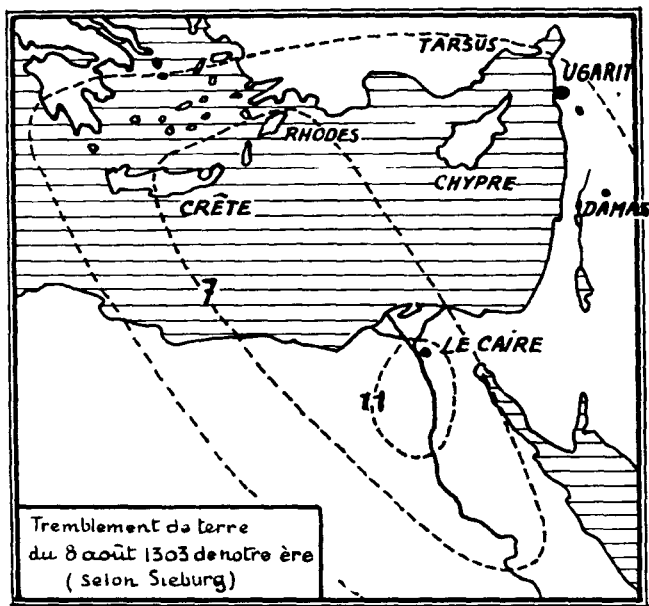 TARSUS
UGARIT
RHODES
CHYPRE
DAMAS
CRÊTE
7
LE CAIRE
11
Tremblement de terre
du 8 août 1303 de notre ère
(selon Sieburg)